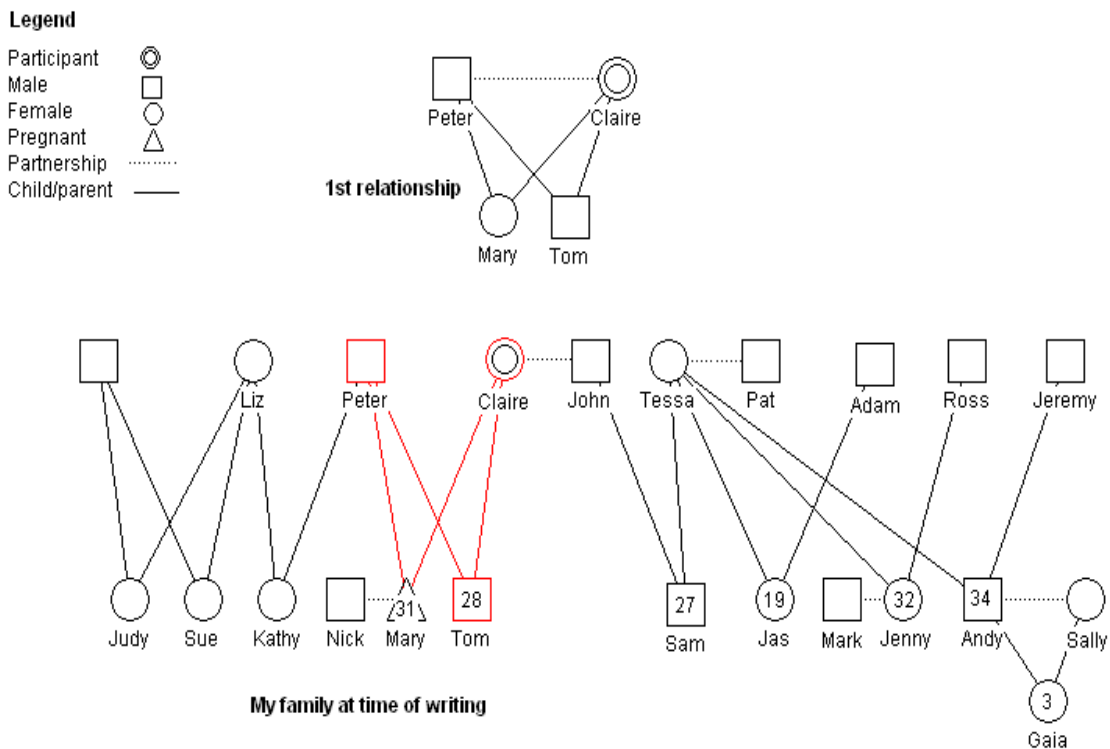 Legend
Participant
Male
Female
Pregnant
Partnership
Child/parent
Peter Claire
1st relationship
Mary Tom
Liz Peter Claire John Tessa Pat Adam Ross Jeremy
31 28 27 19 32 34
Judy Sue Kathy Nick Mary Tom Sam Jas Mark Jenny Andy Sally
My family at time of writing
3
Gaia